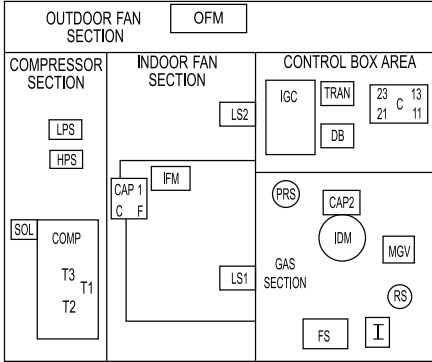 OUTDOOR FAN
SECTION
OFM
COMPRESSOR
SECTION
LPS
HPS
SOL
COMP
T3
T1
T2
INDOOR FAN
SECTION
LS2
IFM
CAP 1
C F
LS1
CONTROL BOX AREA
IGC
TRAN
DB
23 C 13
21 11
PRS
CAP2
IDM
MGV
GAS
SECTION
RS
FS
I